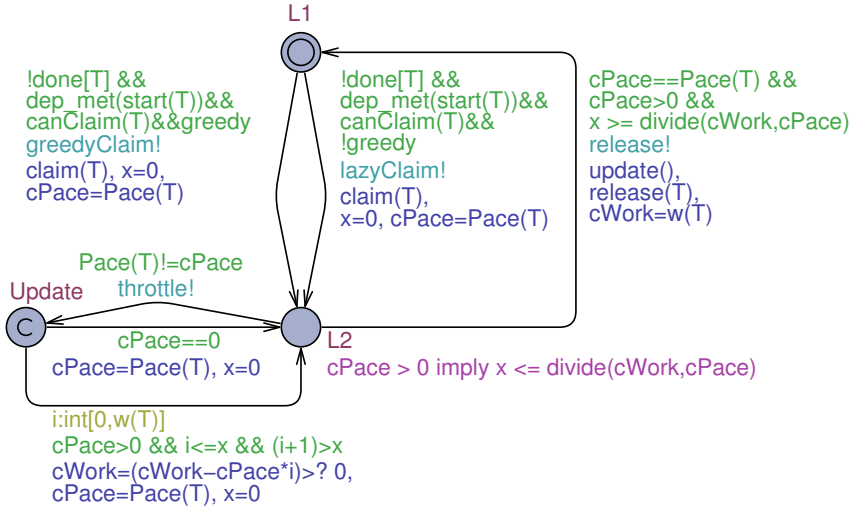 L1
!done[T] &&
dep_met(start(T))&&
canClaim(T)&&greedy
greedyClaim!
claim(T), x=0,
cPace=Pace(T)
!done[T] &&
dep_met(start(T))&&
canClaim(T)&&
!greedy
lazyClaim!
claim(T),
x=0, cPace=Pace(T)
cPace==Pace(T) &&
cPace>0 &&
x >= divide(cWork,cPace)
release!
update(),
release(T),
cWork=w(T)
Pace(T)!=cPace
throttle!
Update
C
cPace==0
cPace=Pace(T), x=0
L2
cPace > 0 imply x <= divide(cWork,cPace)
i:int[0,w(T)]
cPace>0 && i<=x && (i+1)>x
cWork=(cWork−cPace*i)>? 0,
cPace=Pace(T), x=0